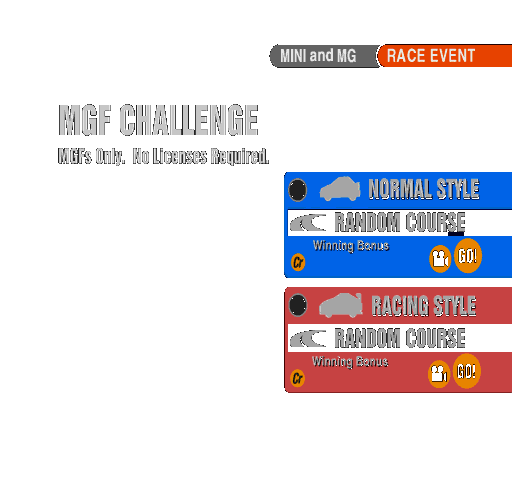 MINI and MG RACE EVENT
MGF CHALLENGE
MGFs Only. No Licenses Required.
NORMAL STYLE
RANDOM COURSE
Winning Bonus
Cr
GO!
RACING STYLE
RANDOM COURSE
Winning Bonus
Cr
GO!